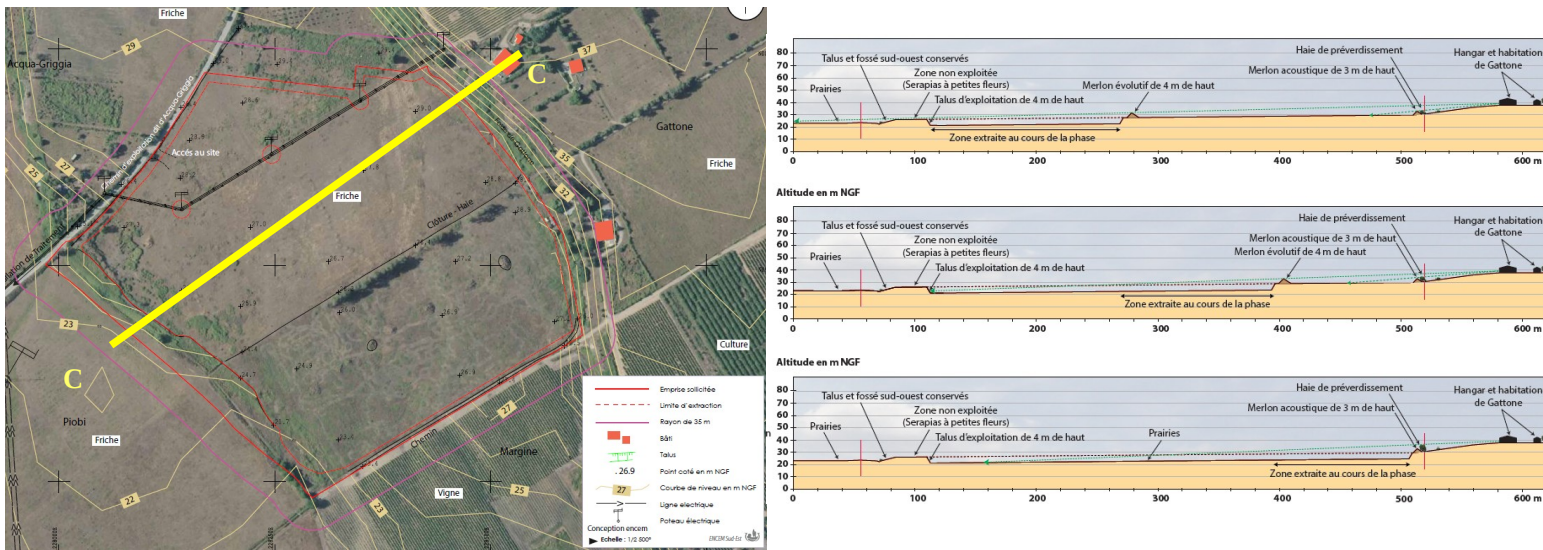 Friche
29
Acqua-Griggia
37
C
Gattone
Chemin d'exploitation dit d'Acqua-Griggio
27
25
Accés au site
35
Friche
32
Friche
Clôture - Haie
26.9
23
Culture
C
27
Piobi
Friche
Chemin
Margine
22
Vigne
25
23
Emprise sollicitée
Limite d'extraction
Rayon de 35 m
Bâti
Talus
. 26.9 Point coté en m NGF
27 Courbe de niveau en m NGF
Ligne electrique
Poteau électrique
Conception encem
Echelle : 1/2 500°
ENCEM Sud-Est
Haie de préverdissement
Hangar et habitation
de Gattone
Talus et fossé sud-ouest conservés
Merlon acoustique de 3 m de haut
Zone non exploitée
(Serapias à petites fleurs)
Prairies
Talus d'exploitation de 4 m de haut
Merlon évolutif de 4 m de haut
Zone extraite au cours de la phase
80
60
50
40
30
20
10
0
0 100 200 300 400 500 600 m
Altitude en m NGF
Haie de préverdissement
Hangar et habitation
de Gattone
Talus et fossé sud-ouest conservés
Merlon acoustique de 3 m de haut
Zone non exploitée
(Serapias à petites fleurs)
Merlon évolutif de 4 m de haut
Prairies
Talus d'exploitation de 4 m de haut
Zone extraite au cours de la phase
80
60
50
40
30
20
10
0
0 100 200 300 400 500 600 m
Altitude en m NGF
Haie de préverdissement
Hangar et habitation
de Gattone
Talus et fossé sud-ouest conservés
Merlon acoustique de 3 m de haut
Zone non exploitée
(Serapias à petites fleurs)
Prairies
Talus d'exploitation de 4 m de haut
Prairies
Zone extraite au cours de la phase
80
60
50
40
30
20
10
0
0 100 200 300 400 500 600 m